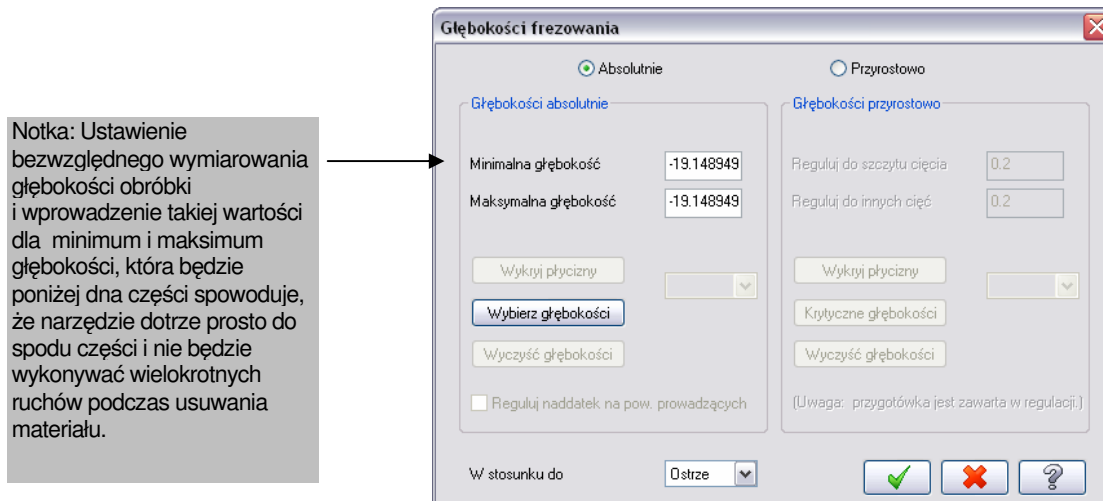 Głębokości frezowania
Absolutnie
Przyrostowo
Notka: Ustawienie
bezwzględnego wymiarowania
głębokości obróbki
i wprowadzenie takiej wartości
dla minimum i maksimum
głębokości, która będzie
poniżej dna części spowoduje,
że narzędzie dotrze prosto do
spodu części i nie będzie
wykonywać wielokrotnych
ruchów podczas usuwania
materiału.
Głębokości absolutnie
Minimalna głębokość -19.148949
Maksymalna głębokość -19.148949
Wykryj płycizny
Wybierz głębokości
Wyczyść głębokości
Reguluj naddatek na pow. prowadzących
Głębokości przyrostowo
Reguluj do szczytu cięcia 0.2
Reguluj do innych cięć 0.2
Wykryj płycizny
Krytyczne głębokości
Wyczyść głębokości
(Uwaga: przygotówka jest zawarta w regulacji.)
W stosunku do Ostrze